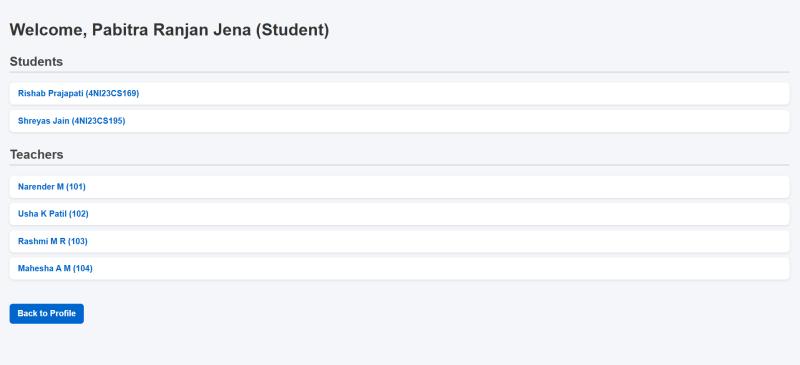 Welcome, Pabitra Ranjan Jena (Student)
Students
Rishab Prajapati (4NI23CS169)
Shreyas Jain (4NI23CS195)
Teachers
Narender M (101)
Usha K Patil (102)
Rashmi M R (103)
Mahesha A M (104)
Back to Profile